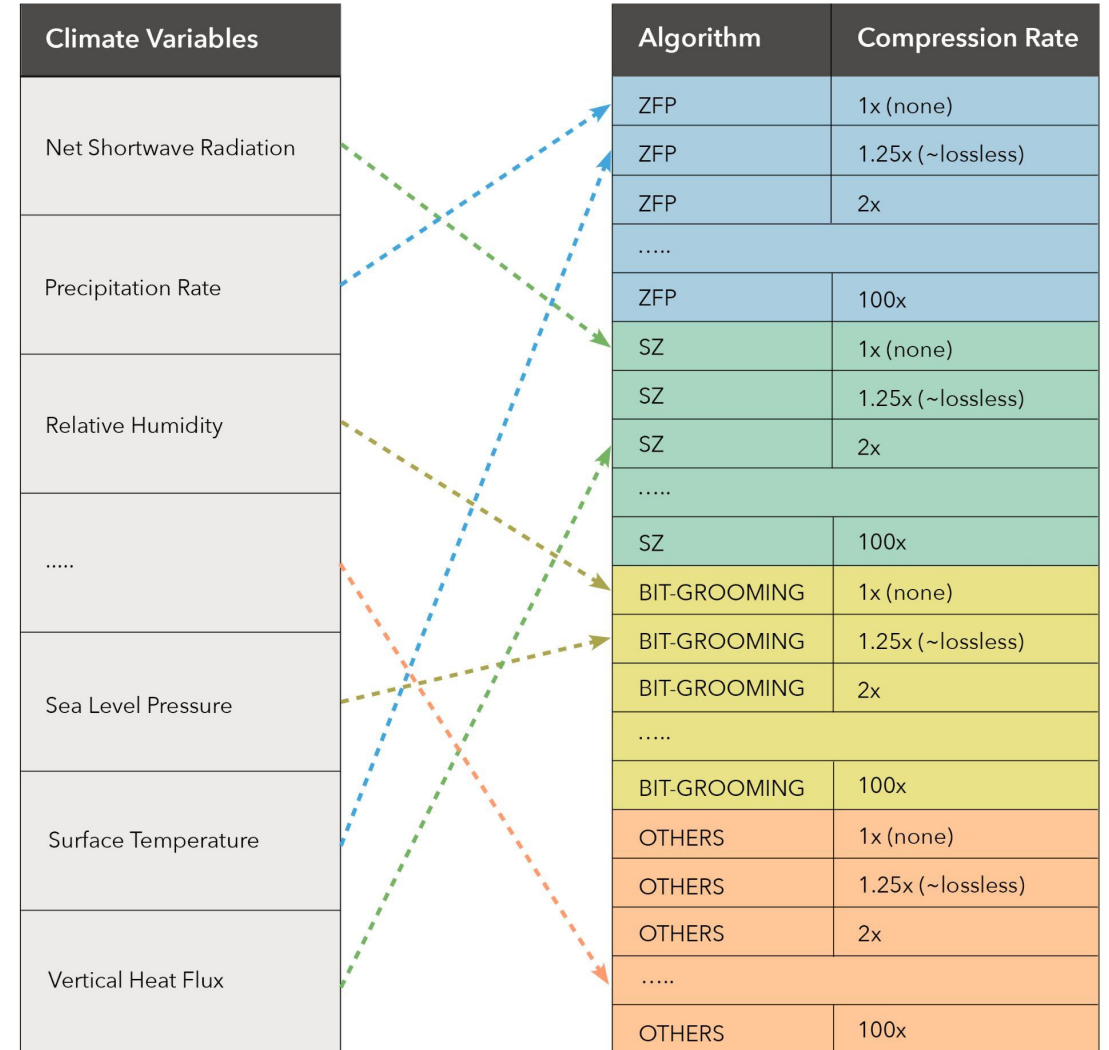 Climate Variables
Net Shortwave Radiation
Precipitation Rate
Relative Humidity
.....
Sea Level Pressure
Surface Temperature
Vertical Heat Flux
Algorithm Compression Rate
ZFP 1x (none)
ZFP 1.25x (~lossless)
ZFP 2x
.....
ZFP 100x
SZ 1x (none)
SZ 1.25x (~lossless)
SZ 2x
.....
SZ 100x
BIT-GROOMING 1x (none)
BIT-GROOMING 1.25x (~lossless)
BIT-GROOMING 2x
.....
BIT-GROOMING 100x
OTHERS 1x (none)
OTHERS 1.25x (~lossless)
OTHERS 2x
.....
OTHERS 100x